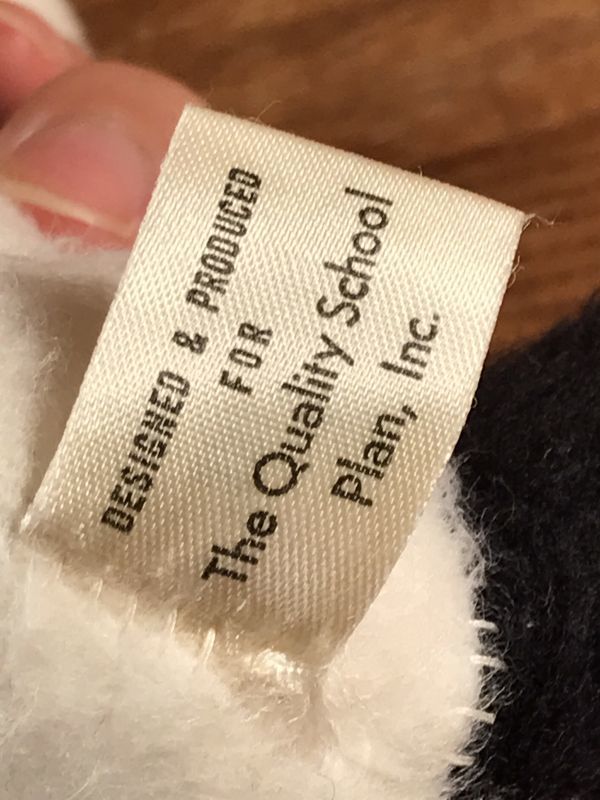 DESIGNED & PRODUCED
FOR
The Quality School
Plan, Inc.